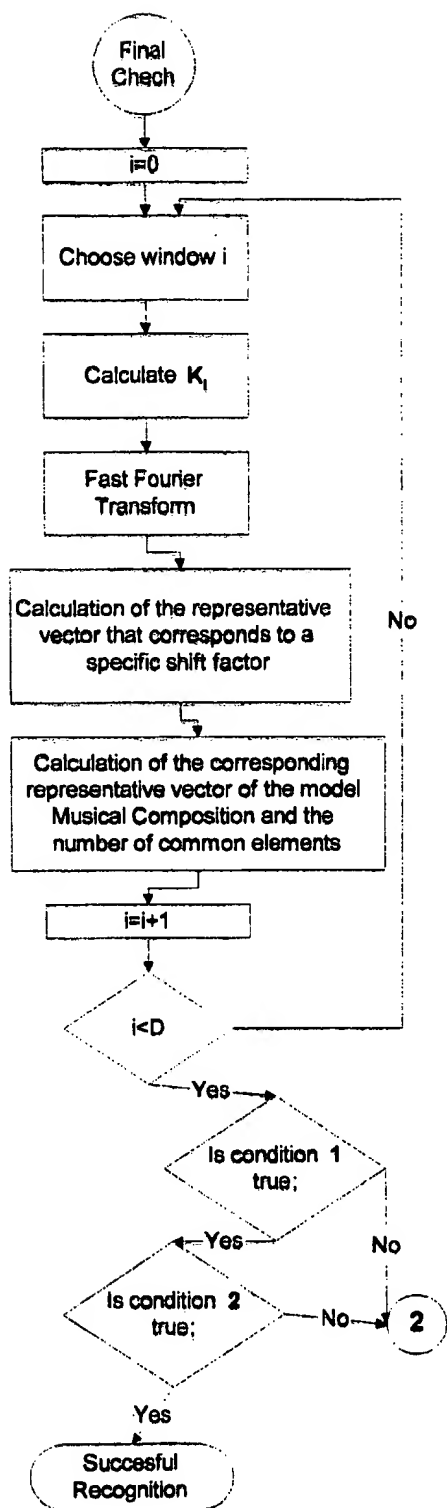 Final
Chech
i=0
Choose window i
Calculate K_i
Fast Fourier
Transform
Calculation of the representative
vector that corresponds to a
specific shift factor
No
Calculation of the corresponding
representative vector of the model
Musical Composition and the
number of common elements
i=i+1
i<D
Yes
Is condition 1
true;
Yes
No
Is condition 2
true;
No
2
Yes
Succesful
Recognition